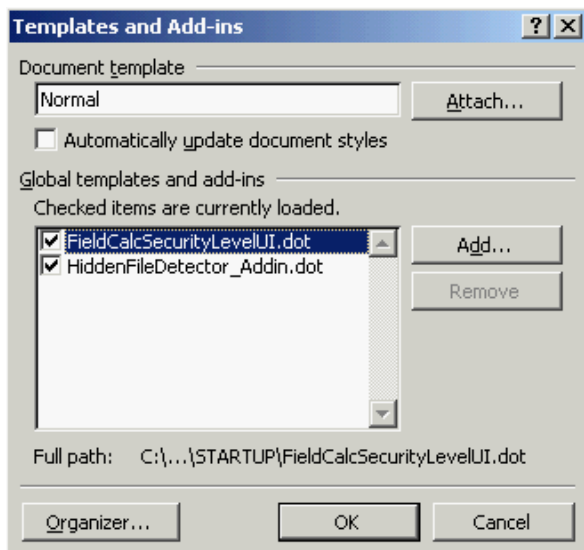 Templates and Add-ins
Document template
Normal
Attach...
Automatically update document styles
Global templates and add-ins
Checked items are currently loaded.
FieldCalcSecurityLevelUI.dot
Add...
HiddenFileDetector_Addin.dot
Remove
Full path: C:\...\STARTUP\FieldCalcSecurityLevelUI.dot
Organizer...
OK
Cancel